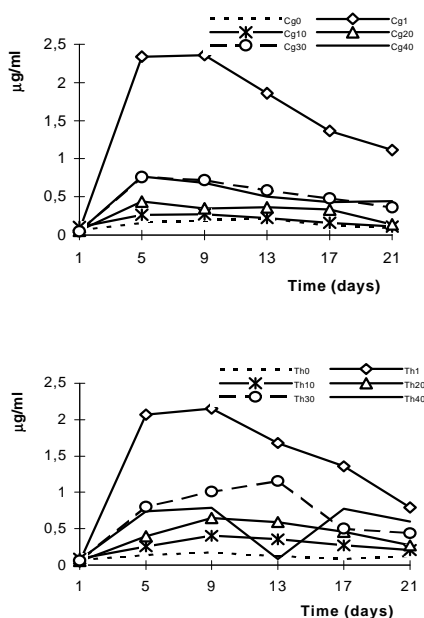 Cg0 Cg1
Cg10 Cg20
Cg30 Cg40
µg/ml
2,5
2
1,5
1
0,5
0
1 5 9 13 17 21
Time (days)
Th0 Th1
Th10 Th20
Th30 Th40
µg/ml
2,5
2
1,5
1
0,5
0
1 5 9 13 17 21
Time (days)